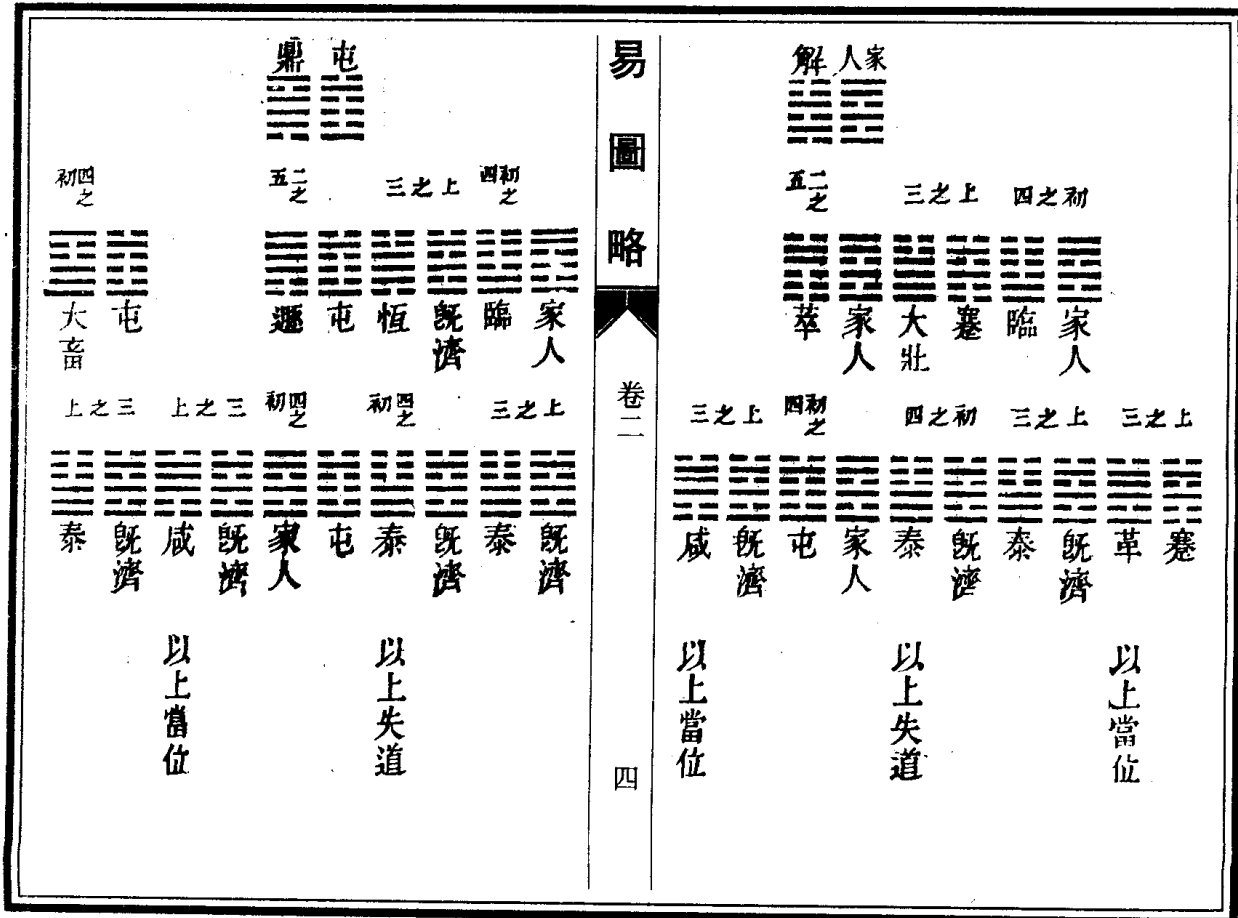 家人 解
初之四 上之三 二之五
家人 臨 蹇 大壯 家人 萃
上之三 上之三 初之四 初之四 上之三
蹇 革 既濟 泰 既濟 泰 家人 屯 既濟 咸
以上當位 以上失道 以上當位
易圖略 卷二 四
屯 鼎
初之四 上之三 二之五 四之初
家人 臨 既濟 恆 屯 遯 屯 大畜
上之三 四之初 四之初 三之上 三之上
既濟 泰 既濟 泰 屯 家人 既濟 咸 既濟 泰
以上失道 以上當位